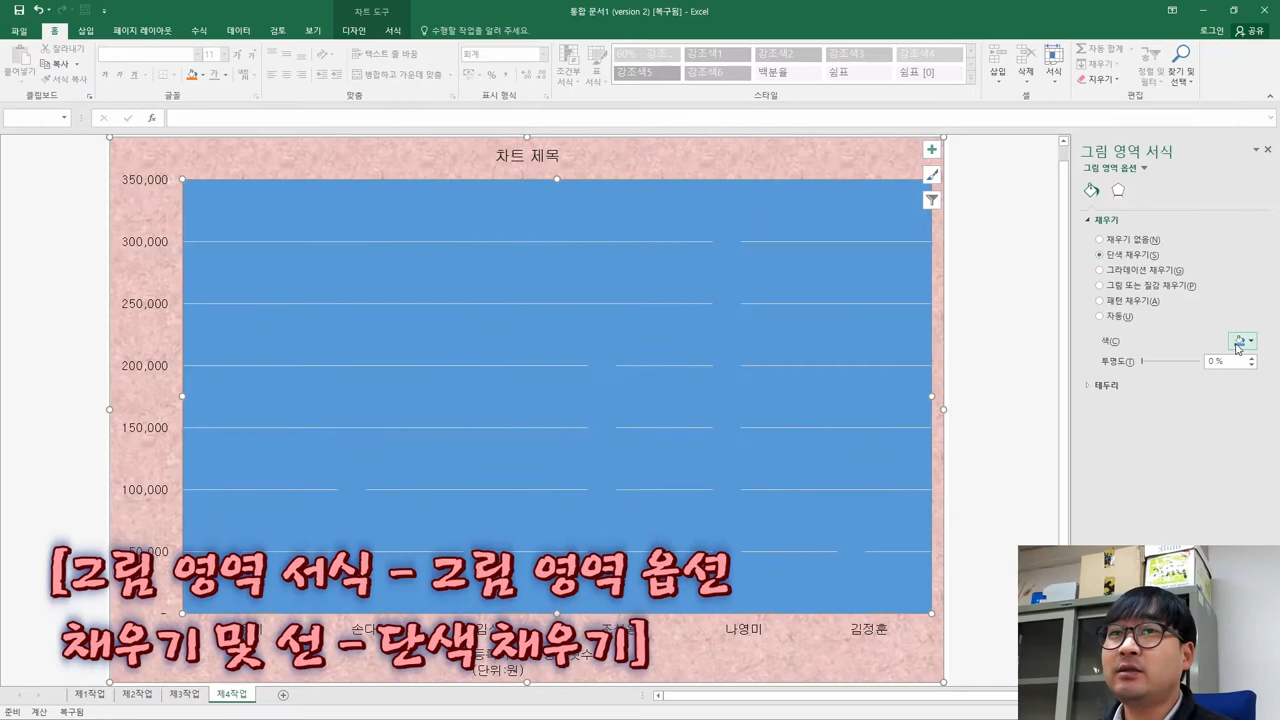 통합 문서1 (version 2) [복구됨] - Excel
차트 도구
로그인
공유
파일 홈 삽입 페이지 레이아웃 수식 데이터 검토 보기 디자인 서식 수행할 작업을 알려 주세요.
붙여넣기
잘라내기
복사
서식 복사
클립보드
11
가 가 가
글꼴
텍스트 줄 바꿈
병합하고 가운데 맞춤
맞춤
회계
표시 형식
조건부 서식
표 서식
60% - 강조... 강조색1 강조색2 강조색3 강조색4
강조색5 강조색6 백분율 쉼표 쉼표 [0]
스타일
삽입 삭제 서식
셀
자동 합계
채우기
지우기
정렬 및 필터
찾기 및 선택
편집
차트 제목
350,000
300,000
250,000
200,000
150,000
100,000
나영미 김정훈
(단위:원)
[그림 영역 서식 - 그림 영역 옵션
채우기 및 선 - 단색 채우기]
그림 영역 서식
그림 영역 옵션
채우기
채우기 없음(N)
단색 채우기(S)
그라데이션 채우기(G)
그림 또는 질감 채우기(P)
패턴 채우기(A)
자동(U)
색(C)
투명도(T) 0 %
테두리
제1작업 제2작업 제3작업 제4작업
준비 계산 복구됨